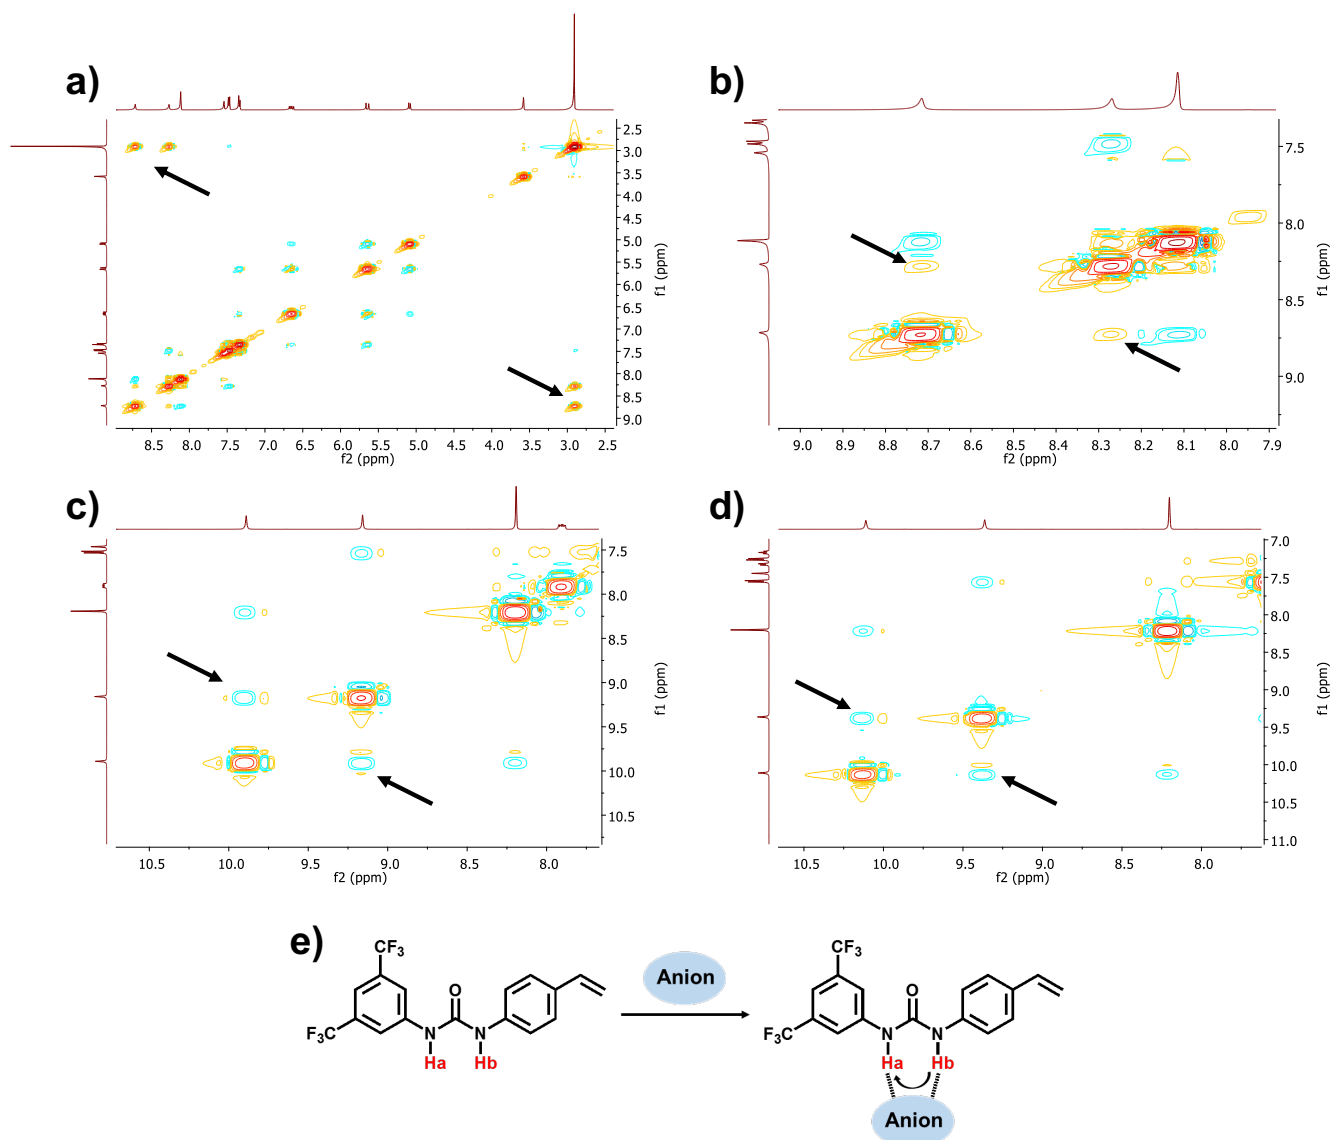 a)
2.5
3.0
3.5
4.0
4.5
5.0
5.5
6.0
6.5
7.0
7.5
8.0
8.5
9.0
f1 (ppm)
8.5 8.0 7.5 7.0 6.5 6.0 5.5 5.0 4.5 4.0 3.5 3.0 2.5
f2 (ppm)
b)
7.5
8.0
8.5
9.0
f1 (ppm)
9.0 8.9 8.8 8.7 8.6 8.5 8.4 8.3 8.2 8.1 8.0 7.9
f2 (ppm)
c)
7.5
8.0
8.5
9.0
9.5
10.0
10.5
f1 (ppm)
10.5 10.0 9.5 9.0 8.5 8.0
f2 (ppm)
d)
7.0
7.5
8.0
8.5
9.0
9.5
10.0
10.5
11.0
f1 (ppm)
10.5 10.0 9.5 9.0 8.5 8.0
f2 (ppm)
e)
CF3
F3C
O
N N
Ha Hb
Anion
CF3
F3C
O
N N
Ha Hb
Anion